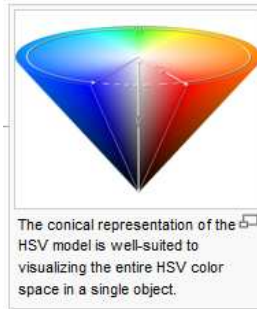 The conical representation of the
HSV model is well-suited to
visualizing the entire HSV color
space in a single object.